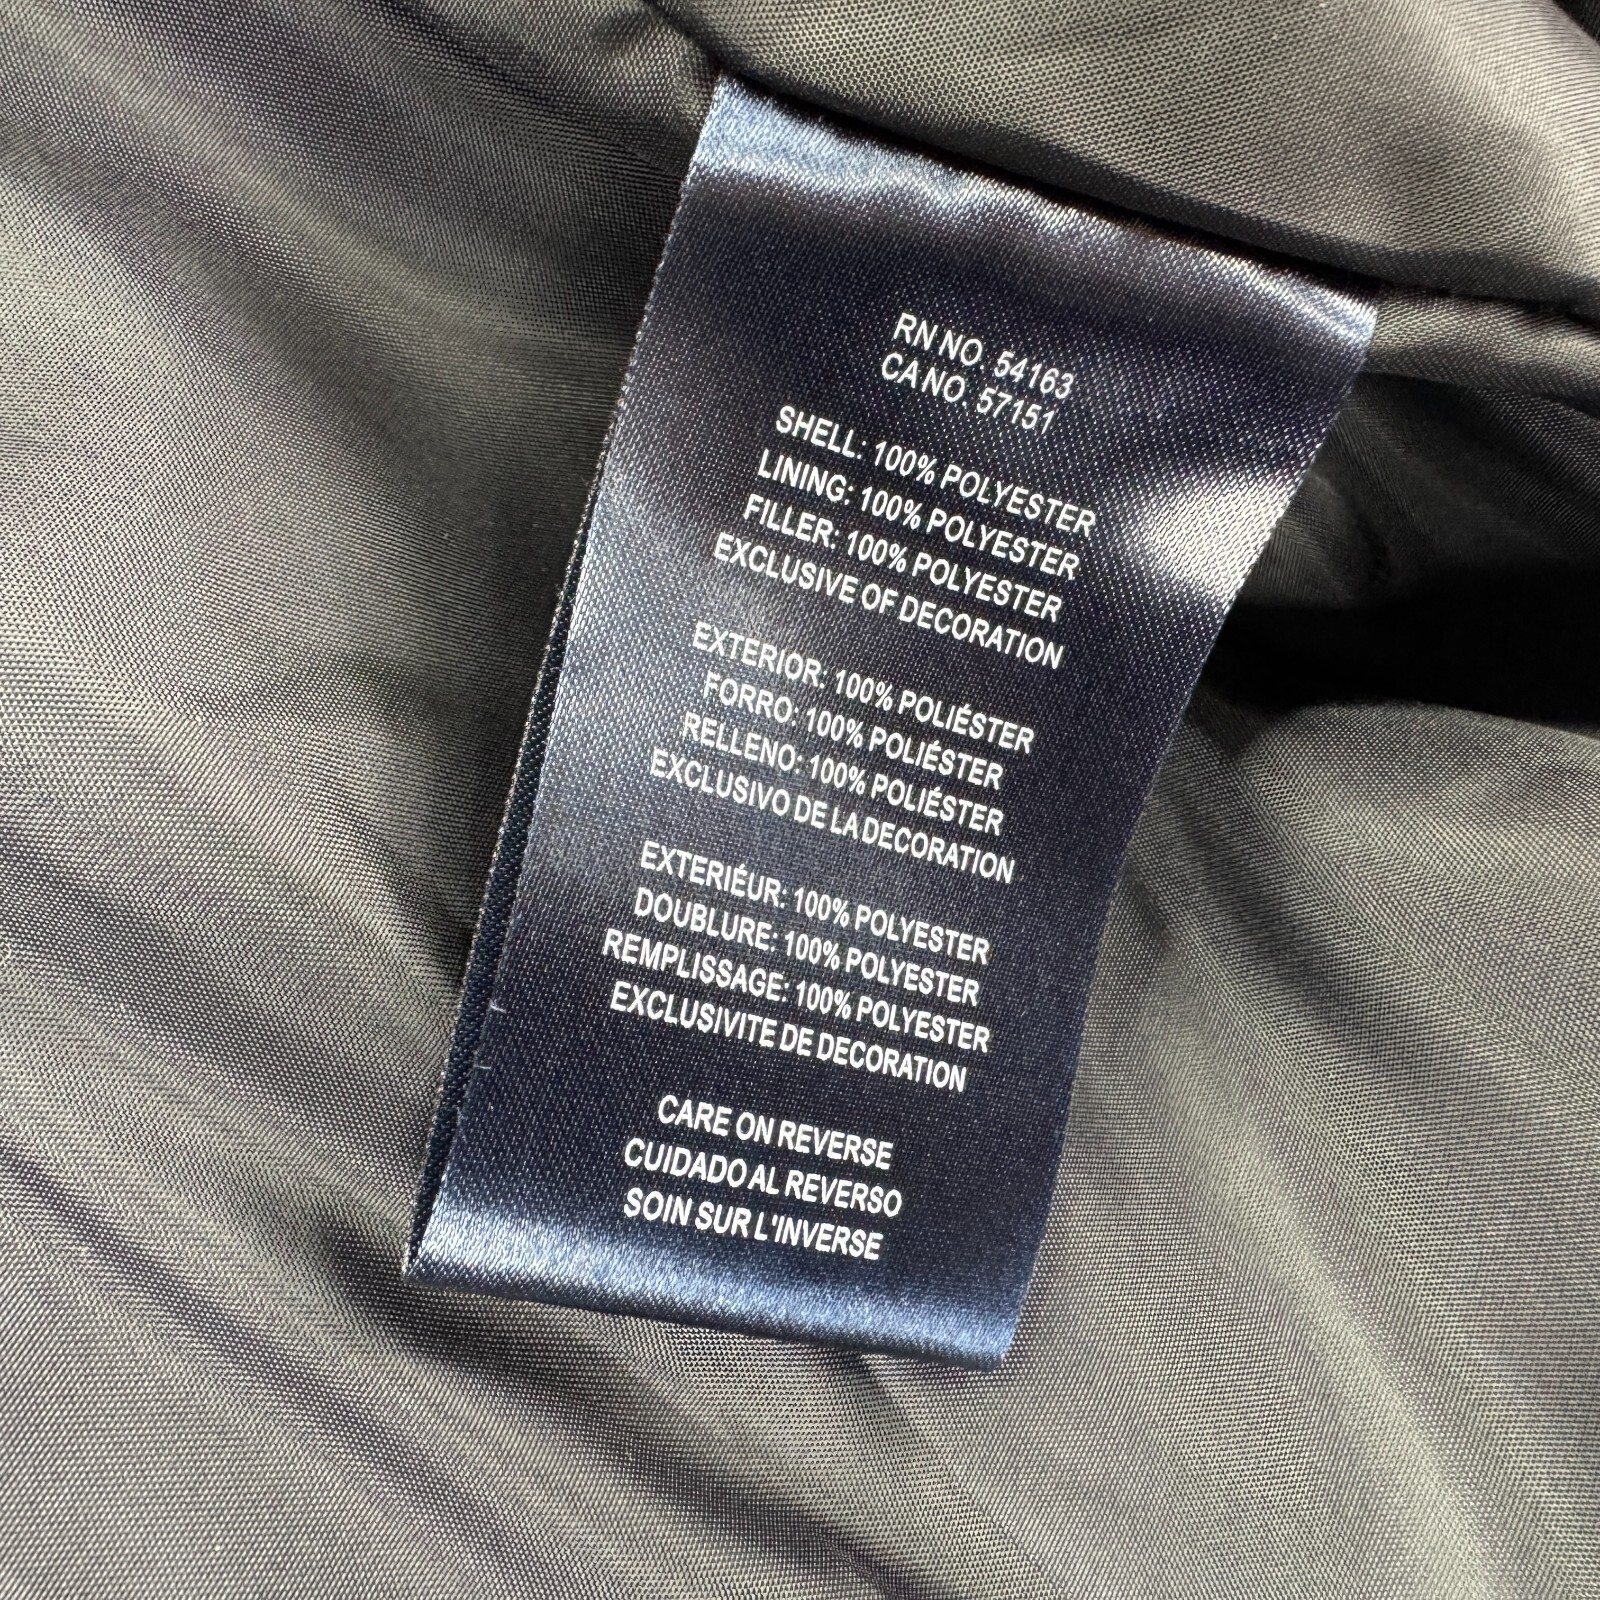 RN NO. 54163
CA NO. 57151
SHELL: 100% POLYESTER
LINING: 100% POLYESTER
FILLER: 100% POLYESTER
EXCLUSIVE OF DECORATION
EXTERIOR: 100% POLIÉSTER
FORRO: 100% POLIÉSTER
RELLENO: 100% POLIÉSTER
EXCLUSIVO DE LA DECORATION
EXTERIÉUR: 100% POLYESTER
DOUBLURE: 100% POLYESTER
REMPLISSAGE: 100% POLYESTER
EXCLUSIVITE DE DECORATION
CARE ON REVERSE
CUIDADO AL REVERSO
SOIN SUR L'INVERSE